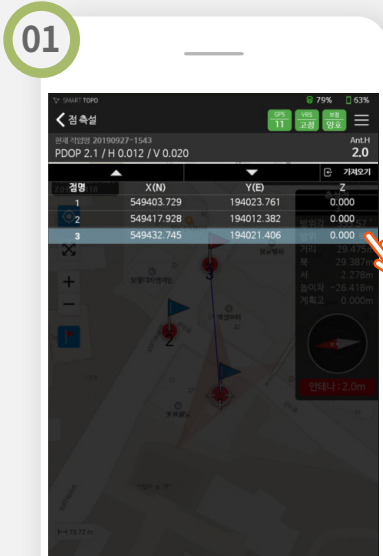 01
SMART TOPO 79% 63%
점 측설 GPS 11 VRS 고정 보정 양호
현재 작업명 20190927-1543 Ant.H
PDOP 2.1 / H 0.012 / V 0.020 2.0
가져오기
점명 X(N) Y(E) Z
1 549403.729 194023.761 0.000
2 549417.928 194012.382 0.000
3 549432.745 194021.406 0.000
거리 29.475m
북 29.387m
서 2.278m
높이차 -26.418m
계획고 0.000m
3
2
안테나 : 2.0m